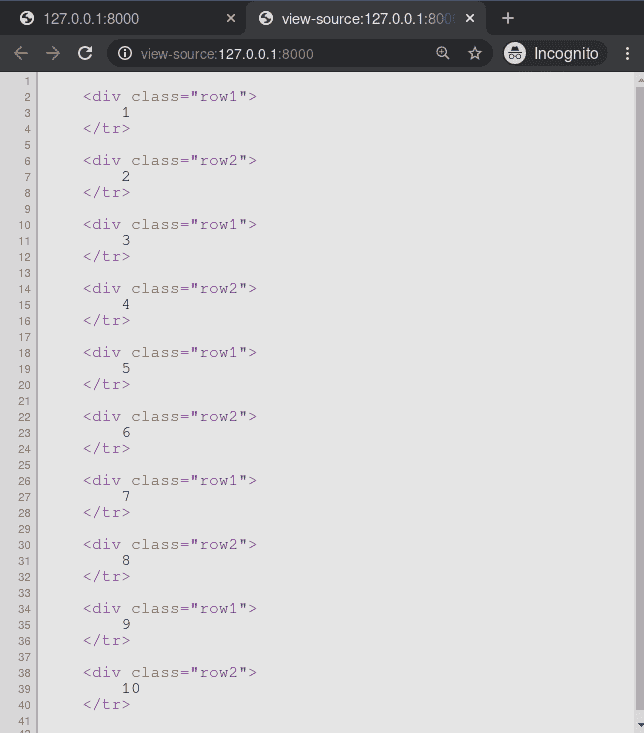 127.0.0.1:8000
view-source:127.0.0.1:800
view-source:127.0.0.1:8000
Incognito
1
2 <div class="row1">
3 1
4 </tr>
5
6 <div class="row2">
7 2
8 </tr>
9
10 <div class="row1">
11 3
12 </tr>
13
14 <div class="row2">
15 4
16 </tr>
17
18 <div class="row1">
19 5
20 </tr>
21
22 <div class="row2">
23 6
24 </tr>
25
26 <div class="row1">
27 7
28 </tr>
29
30 <div class="row2">
31 8
32 </tr>
33
34 <div class="row1">
35 9
36 </tr>
37
38 <div class="row2">
39 10
40 </tr>
41